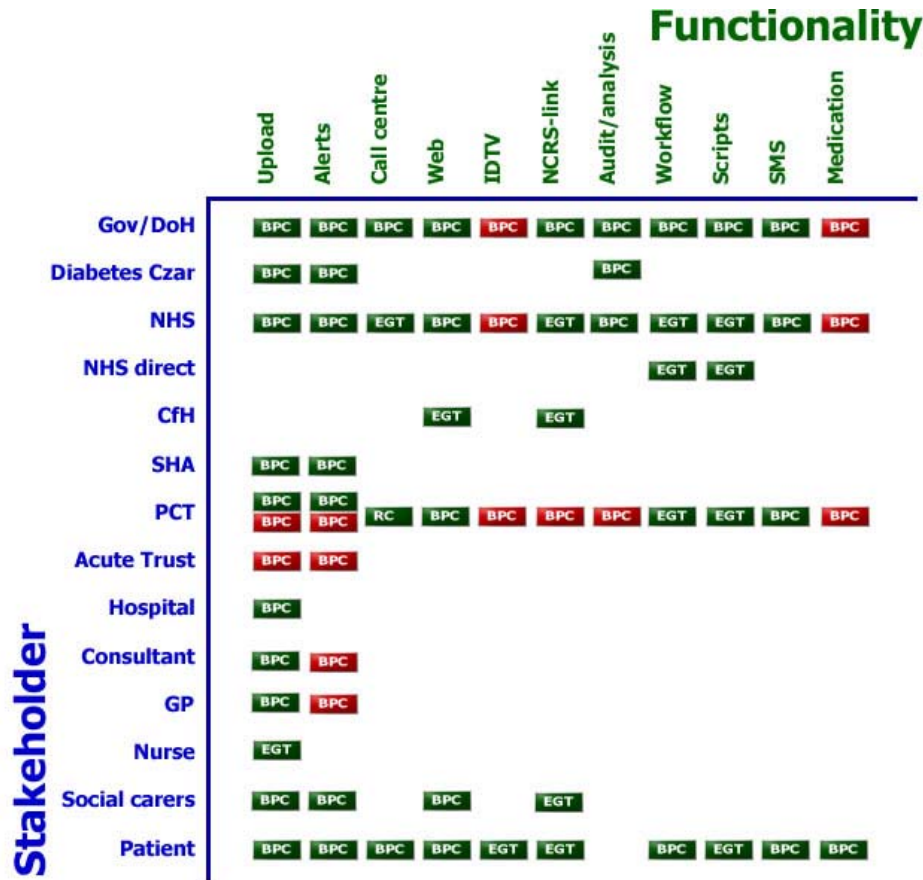 Functionality
Upload Alerts Call centre Web IDTV NCRS-link Audit/analysis Workflow Scripts SMS Medication
Gov/DoH BPC BPC BPC BPC BPC BPC BPC BPC BPC BPC BPC
Diabetes Czar BPC BPC BPC
NHS BPC BPC EGT BPC BPC EGT BPC EGT EGT BPC BPC
NHS direct EGT EGT
CfH EGT EGT
SHA BPC BPC
BPC BPC
PCT RC BPC BPC BPC BPC EGT EGT BPC BPC
BPC BPC
Acute Trust BPC BPC
Hospital BPC
Consultant BPC BPC
GP BPC BPC
Nurse EGT
Social carers BPC BPC BPC EGT
Patient BPC BPC BPC BPC EGT EGT BPC EGT BPC BPC
Stakeholder